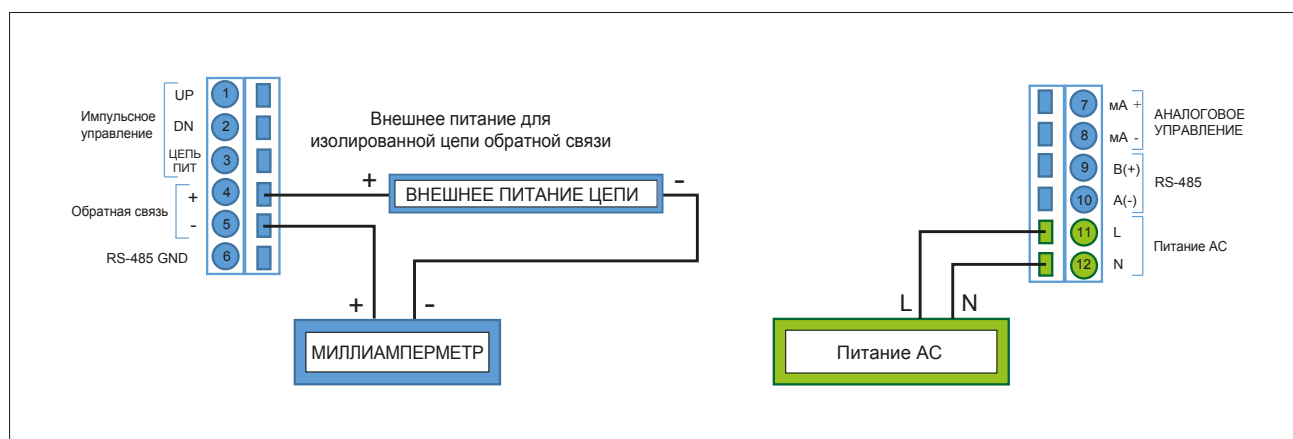 Импульсное
управление
UP
1
DN
2
ЦЕПЬ
ПИТ
3
Обратная связь
+
4
-
5
RS-485 GND
6
Внешнее питание для
изолированной цепи обратной связи
+
ВНЕШНЕЕ ПИТАНИЕ ЦЕПИ
-
+ -
МИЛЛИАМПЕРМЕТР
7 мА +
8 мА -
АНАЛОГОВОЕ
УПРАВЛЕНИЕ
9 B(+)
10 A(-)
RS-485
11 L
12 N
Питание АС
L N
Питание АС